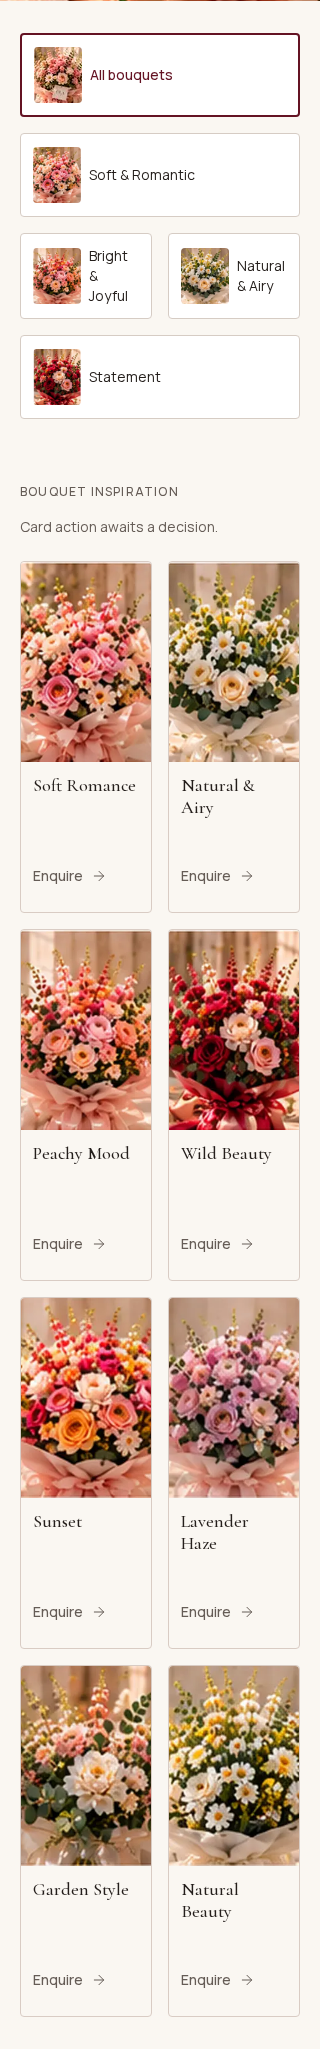 All bouquets
Soft & Romantic
Bright
&
Joyful
Natural
& Airy
Statement
BOUQUET INSPIRATION
Card action awaits a decision.
Soft Romance
Enquire →
Natural &
Airy
Enquire →
Peachy Mood
Enquire →
Wild Beauty
Enquire →
Sunset
Enquire →
Lavender
Haze
Enquire →
Garden Style
Enquire →
Natural
Beauty
Enquire →